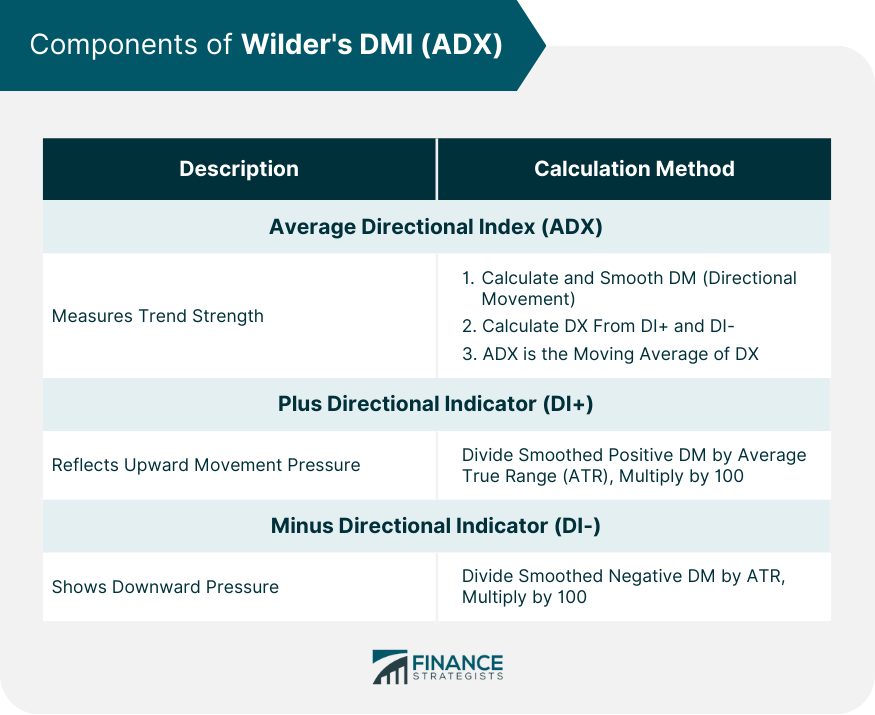 Components of Wilder's DMI (ADX)
Description
Calculation Method
Average Directional Index (ADX)
Measures Trend Strength
1. Calculate and Smooth DM (Directional
Movement)
2. Calculate DX From DI+ and DI-
3. ADX is the Moving Average of DX
Plus Directional Indicator (DI+)
Reflects Upward Movement Pressure
Divide Smoothed Positive DM by Average
True Range (ATR), Multiply by 100
Minus Directional Indicator (DI-)
Shows Downward Pressure
Divide Smoothed Negative DM by ATR,
Multiply by 100
FINANCE
STRATEGISTS